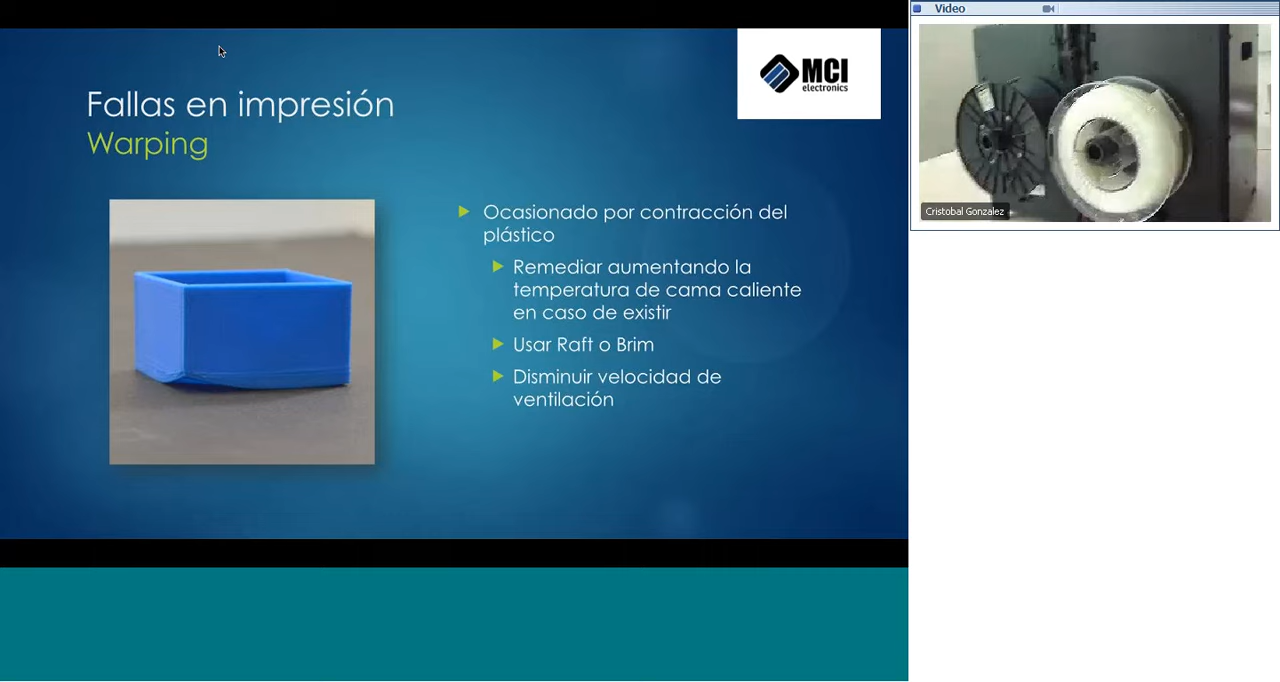 Fallas en impresión
Warping
MCI
electronics
Ocasionado por contracción del
plástico
Remediar aumentando la
temperatura de cama caliente
en caso de existir
Usar Raft o Brim
Disminuir velocidad de
ventilación
Video
Cristobal Gonzalez